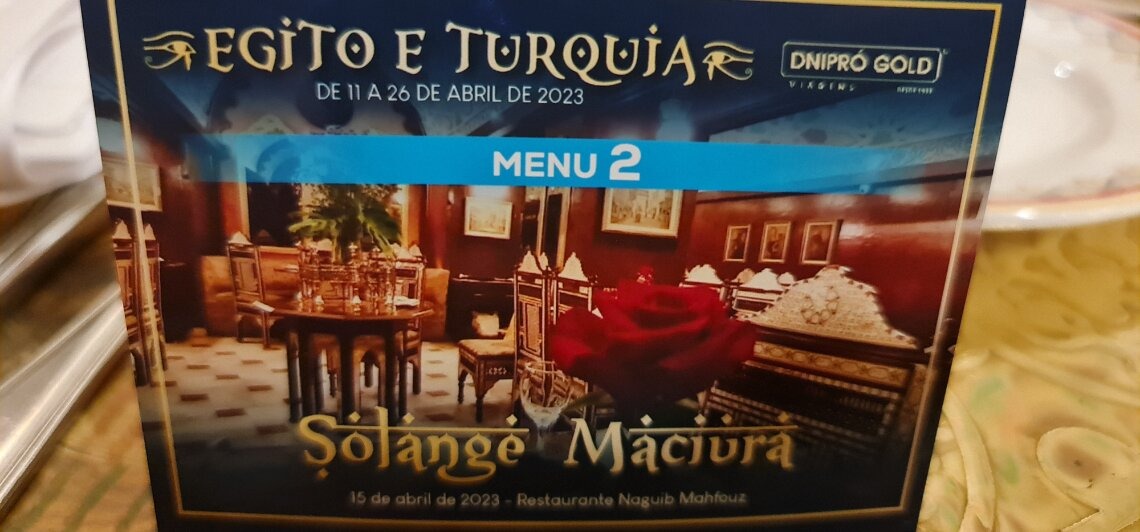 EGITO E TURQUIA
DE 11 A 26 DE ABRIL DE 2023
DNIPRÓ GOLD
VIAGENS
MENU 2
Solange Maciura
15 de abril de 2023 - Restaurante Naguib Mahfouz